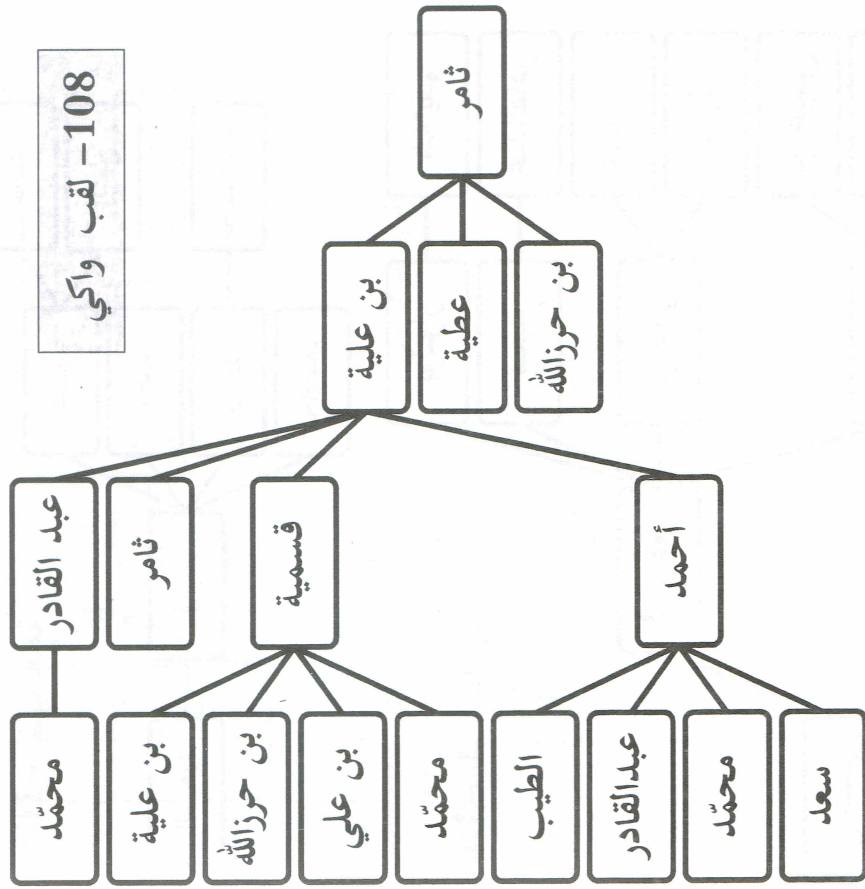 108- لقب واكي
ثامر
بن حرزالله
عطية
بن علية
أحمد
قسمية
ثامر
عبد القادر
سعد
محمّد
عبدالقادر
الطيب
محمّد
بن علي
بن حرزالله
بن علية
محمّد